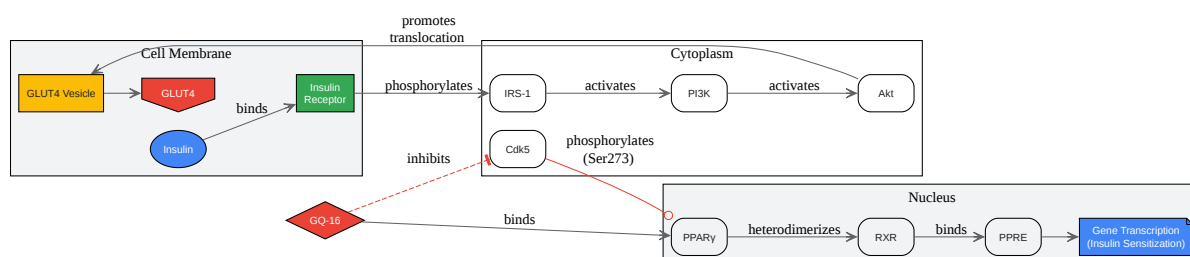 promotes
translocation
Cell Membrane
Cytoplasm
GLUT4 Vesicle
GLUT4
Insulin
Receptor
phosphorylates
IRS-1
activates
PI3K
activates
Akt
binds
Insulin
Cdk5
phosphorylates
(Ser273)
inhibits
Nucleus
GQ-16
binds
PPARγ
heterodimerizes
RXR
binds
PPRE
Gene Transcription
(Insulin Sensitization)